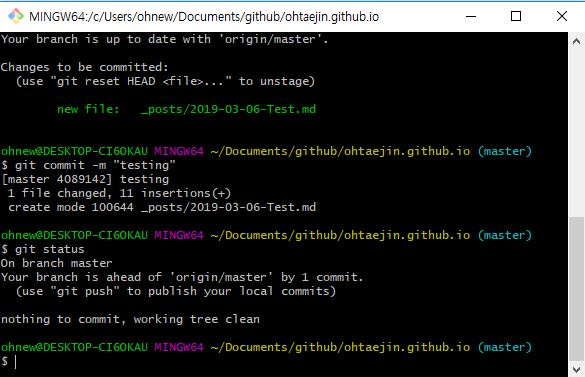 MINGW64:/c/Users/ohnew/Documents/github/ohtaejin.github.io
Your branch is up to date with 'origin/master'.
Changes to be committed:
  (use "git reset HEAD <file>..." to unstage)
        new file:   _posts/2019-03-06-Test.md
ohnew@DESKTOP-CI6OKAU MINGW64 ~/Documents/github/ohtaejin.github.io (master)
$ git commit -m "testing"
[master 4089142] testing
 1 file changed, 11 insertions(+)
 create mode 100644 _posts/2019-03-06-Test.md
ohnew@DESKTOP-CI6OKAU MINGW64 ~/Documents/github/ohtaejin.github.io (master)
$ git status
On branch master
Your branch is ahead of 'origin/master' by 1 commit.
  (use "git push" to publish your local commits)
nothing to commit, working tree clean
ohnew@DESKTOP-CI6OKAU MINGW64 ~/Documents/github/ohtaejin.github.io (master)
$